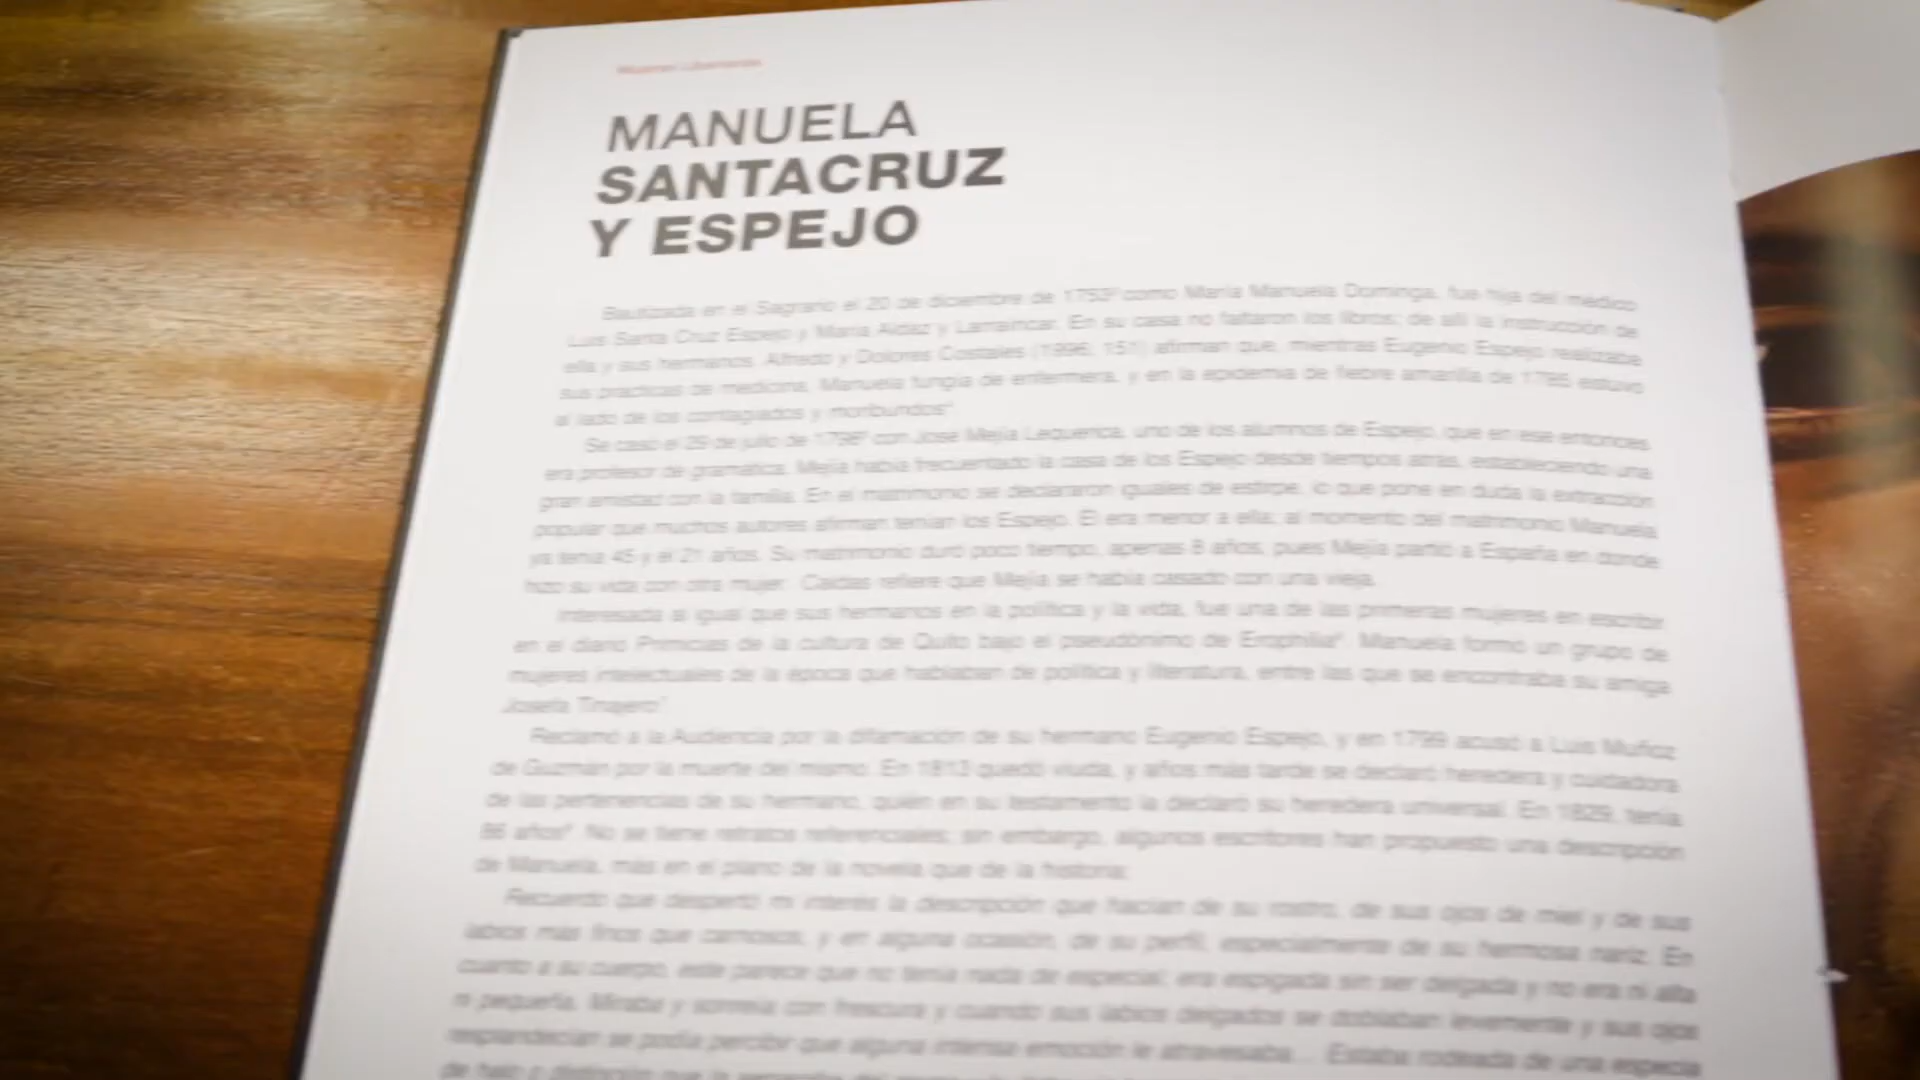 MANUELA
SANTACRUZ
Y ESPEJO
Bautizada en el Sagrario el 20 de diciembre de 1753 como María Manuela Dominga, fue hija del médico
Luis Santa Cruz Espejo y María Aldaz y Larraincar. En su casa no faltaron los libros; de allí la instrucción de
ella y sus hermanos. Alfredo y Dolores Costales (1996, 151) afirman que, mientras Eugenio Espejo realizaba
sus prácticas de medicina, Manuela fungía de enfermera, y en la epidemia de fiebre amarilla de 1785 estuvo
al lado de los contagiados y moribundos
Se casó el 29 de julio de 1798 con José Mejía Lequerica, uno de los alumnos de Espejo, que en ese entonces
era profesor de gramática. Mejía había frecuentado la casa de los Espejo desde tiempos atrás, estableciendo una
gran amistad con la familia. En el matrimonio se declararon iguales de estirpe, lo que pone en duda la extracción
popular que muchos autores afirman tenían los Espejo. El era menor a ella; al momento del matrimonio Manuela
ya tenía 45 y el 21 años. Su matrimonio duró poco tiempo, apenas 8 años, pues Mejía partió a España en donde
hizo su vida con otra mujer. Caldas refiere que Mejía se había casado con una vieja.
Interesada al igual que sus hermanos en la política y la vida, fue una de las primeras mujeres en escribir
en el diario Primicias de la cultura de Quito bajo el pseudónimo de Erophilia. Manuela formó un grupo de
mujeres intelectuales de la época que hablaban de política y literatura, entre las que se encontraba su amiga
Josefa Tinajero
Reclamó a la Audiencia por la difamación de su hermano Eugenio Espejo, y en 1799 acusó a Luis Muñoz
de Guzmán por la muerte del mismo. En 1813 quedó viuda, y años más tarde se declaró heredera y cuidadora
de las pertenencias de su hermano, quién en su testamento la declaró su heredera universal. En 1829, tenía
86 años. No se tiene retratos referenciales; sin embargo, algunos escritores han propuesto una descripción
de Manuela, más en el plano de la novela que de la historia:
Recuerdo que despertó mi interés la descripción que hacían de su rostro, de sus ojos de miel y de sus
labios más finos que carnosos, y en alguna ocasión, de su perfil, especialmente de su hermosa nariz. En
cuanto a su cuerpo, este parece que no tenía nada de especial; era espigada sin ser delgada y no era ni alta
ni pequeña. Miraba y sonreía con frescura y cuando sus labios delgados se doblaban levemente y sus ojos
resplandecían se podía percibir que alguna intensa emoción le atravesaba... Estaba rodeada de una especie